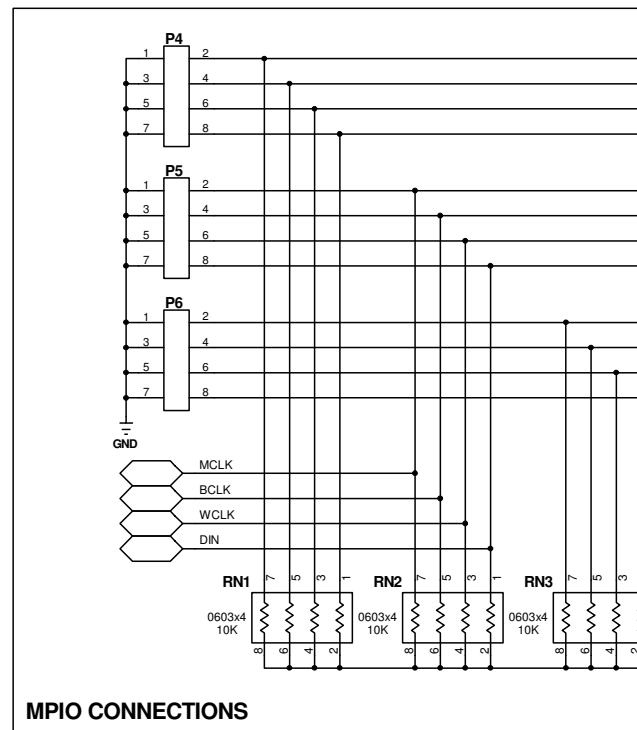 P4
1 2
3 4
5 6
7 8
P5
1 2
3 4
5 6
7 8
P6
1 2
3 4
5 6
7 8
GND
MCLK
BCLK
WCLK
DIN
RN1 7 5 3 1 RN2 7 5 3 1 RN3 7 5 3
0603x4 0603x4 0603x4
10K 10K 10K
8 6 4 2 8 6 4 2 8 6 4 2
MPIO CONNECTIONS